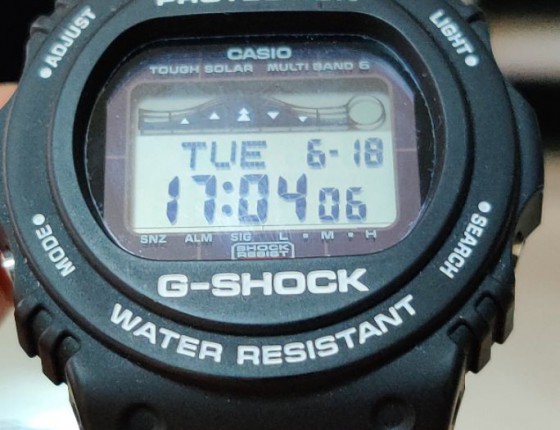 ADJUST
LIGHT
CASIO
TOUGH SOLAR MULTI BAND 6
TUE 6-18
17:04 06
SNZ ALM SIG L M H
SHOCK
RESIST
MODE
SEARCH
G-SHOCK
WATER RESISTANT